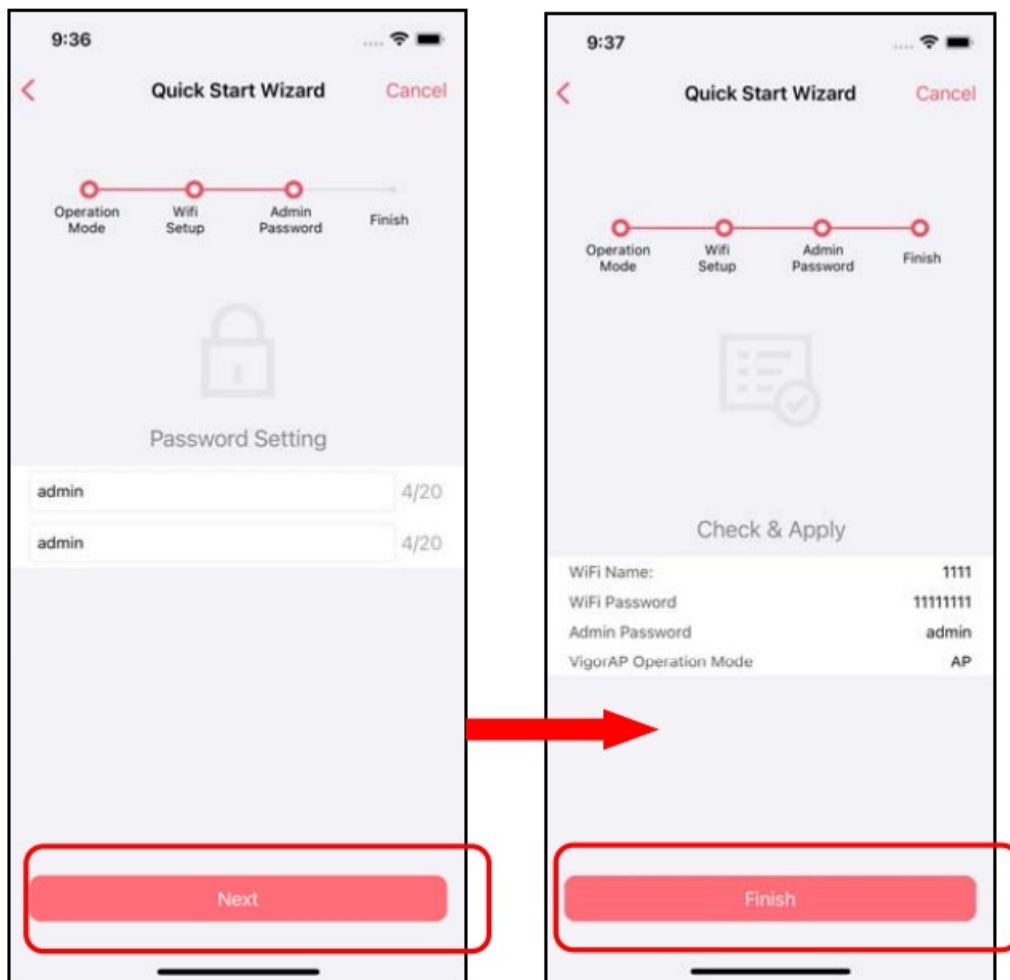 9:36
Quick Start Wizard
Cancel
Operation Mode
Wifi Setup
Admin Password
Finish
Password Setting
admin
4/20
admin
4/20
Next
9:37
Quick Start Wizard
Cancel
Operation Mode
Wifi Setup
Admin Password
Finish
Check & Apply
WiFi Name: 1111
WiFi Password 11111111
Admin Password admin
VigorAP Operation Mode AP
Finish